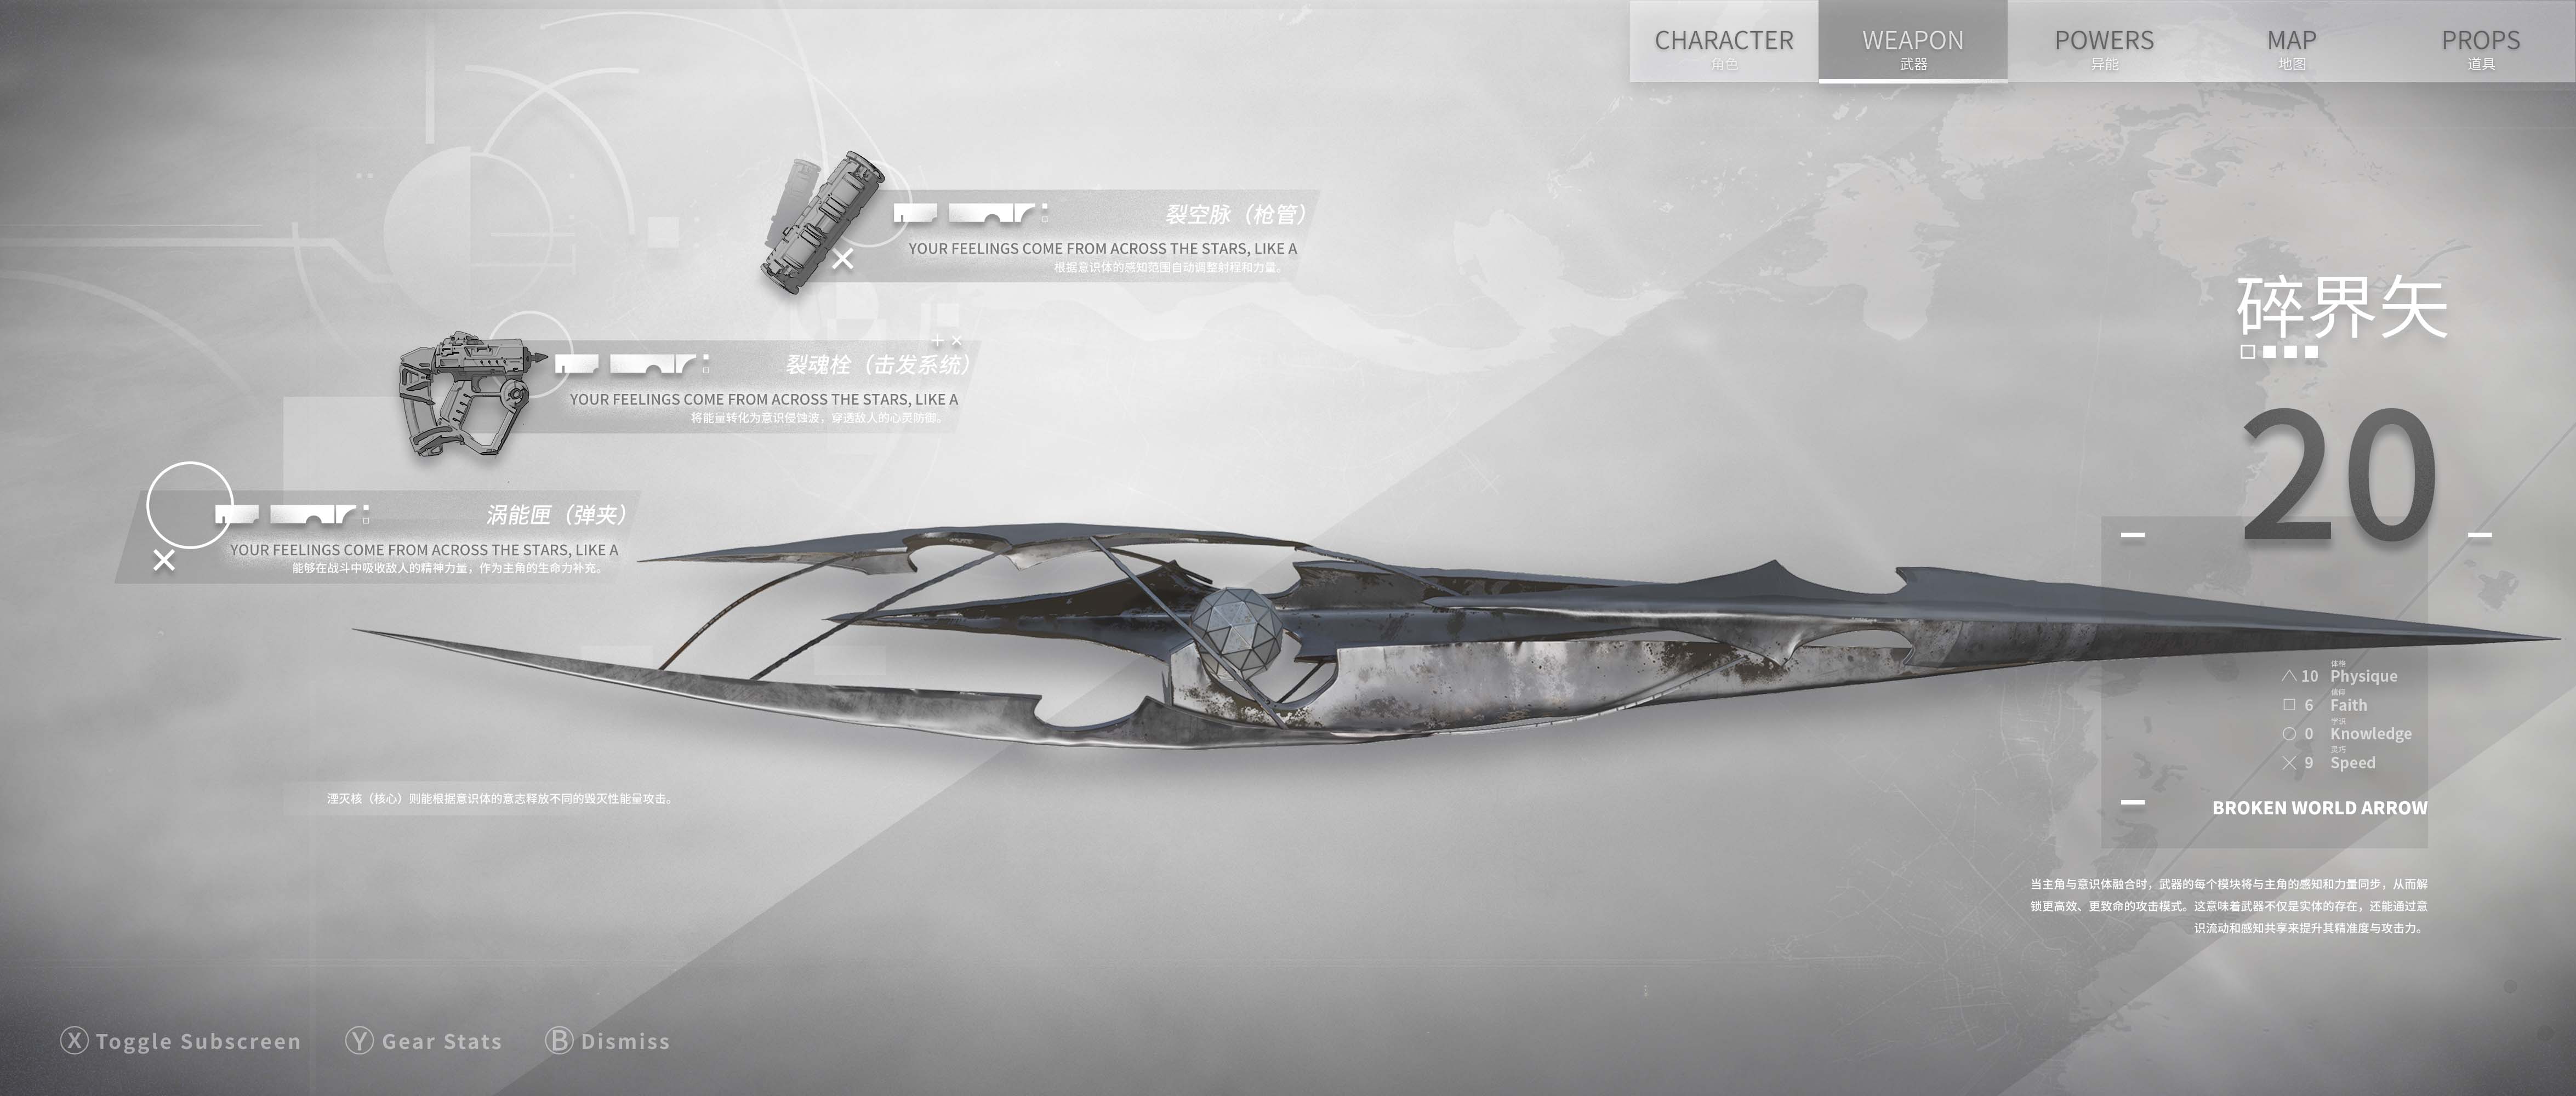 CHARACTER
角色
WEAPON
武器
POWERS
异能
MAP
地图
PROPS
道具
裂空脉（枪管）
YOUR FEELINGS COME FROM ACROSS THE STARS, LIKE A
根据意识体的感知范围自动调整射程和力量。
裂魂栓（击发系统）
YOUR FEELINGS COME FROM ACROSS THE STARS, LIKE A
将能量转化为意识侵蚀波，穿透敌人的心灵防御。
涡能匣（弹夹）
YOUR FEELINGS COME FROM ACROSS THE STARS, LIKE A
能够在战斗中吸收敌人的精神力量，作为主角的生命力补充。
湮灭核（核心）则能根据意识体的意志释放不同的毁灭性能量攻击。
碎界矢
20
体格
10 Physique
信仰
6 Faith
学识
0 Knowledge
灵巧
9 Speed
BROKEN WORLD ARROW
当主角与意识体融合时，武器的每个模块将与主角的感知和力量同步，从而解
锁更高效、更致命的攻击模式。这意味着武器不仅是实体的存在，还能通过意
识流动和感知共享来提升其精准度与攻击力。
X Toggle Subscreen
Y Gear Stats
B Dismiss